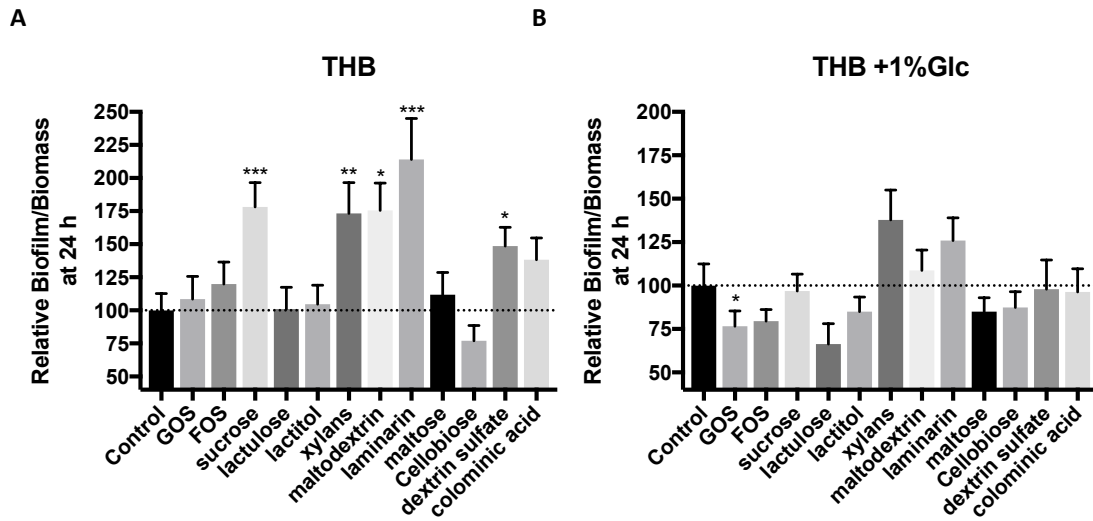 A
B
THB
Relative Biofilm/Biomass
at 24 h
250
225
200
175
150
125
100
75
50
***
**
*
***
*
Control
GOS
FOS
sucrose
lactulose
lactitol
xylans
maltodextrin
laminarin
maltose
Cellobiose
dextrin sulfate
colominic acid
THB +1%Glc
Relative Biofilm/Biomass
at 24 h
200
175
150
125
100
75
50
*
Control
GOS
FOS
sucrose
lactulose
lactitol
xylans
maltodextrin
laminarin
maltose
Cellobiose
dextrin sulfate
colominic acid